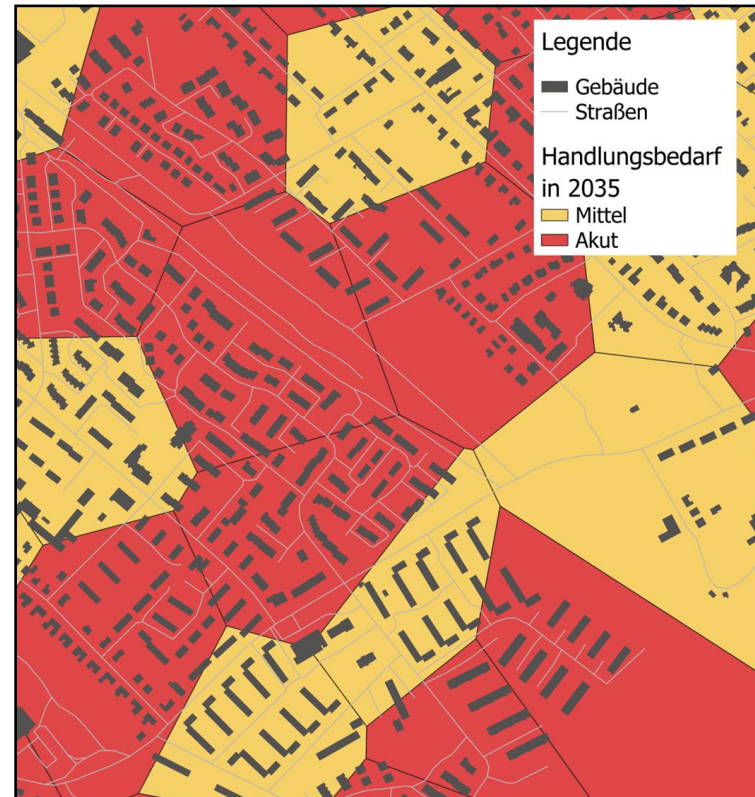 Legende
Gebäude
Straßen
Handlungsbedarf
in 2035
Mittel
Akut